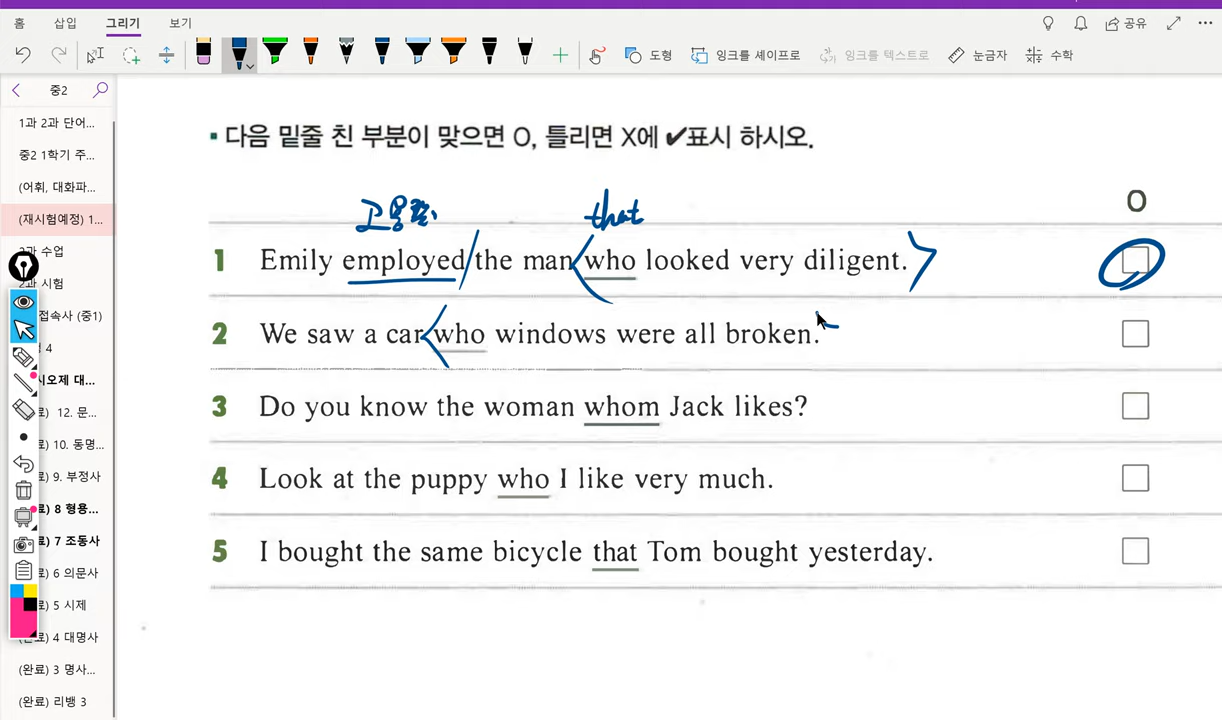 홈 삽입 그리기 보기
공유
도형 잉크를 셰이프로 잉크를 텍스트로 눈금자 수학
중2
1과 2과 단어...
중2 1학기 주...
(어휘, 대화파...
(재시험예정) 1...
과 수업
2과 시험
접속사 (중1)
4
시오제 대...
료) 12. 문...
료) 10. 동명...
료) 9. 부정사
료) 8 형용...
료) 7 조동사
료) 6 의문사
료) 5 시제
(완료) 4 대명사
(완료) 3 명사...
(완료) 리뱅 3
▪ 다음 밑줄 친 부분이 맞으면 O, 틀리면 X에 ✔표시 하시오.
O
that
1 Emily employed the man who looked very diligent.
2 We saw a car who windows were all broken.
3 Do you know the woman whom Jack likes?
4 Look at the puppy who I like very much.
5 I bought the same bicycle that Tom bought yesterday.